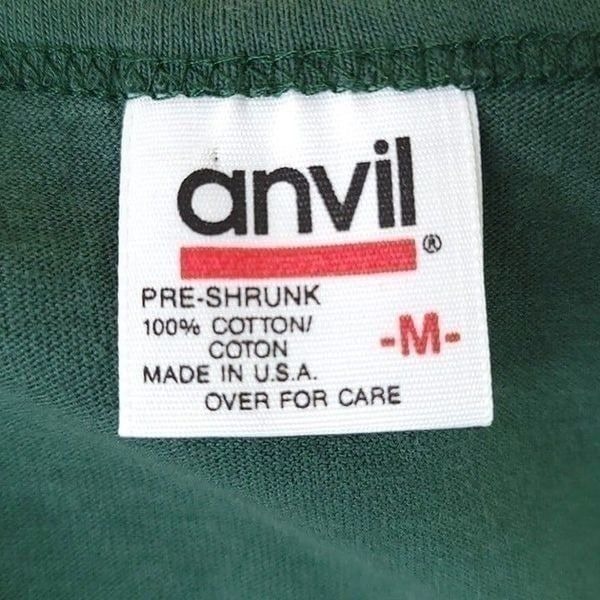 anvil®
PRE-SHRUNK
100% COTTON/
COTON
-M-
MADE IN U.S.A.
OVER FOR CARE